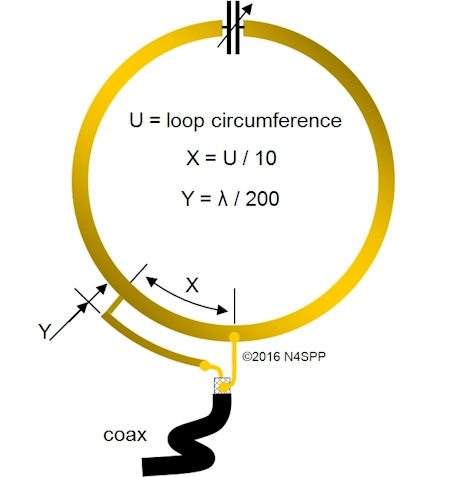 U = loop circumference
X = U / 10
Y = λ / 200
X
Y
©2016 N4SPP
coax